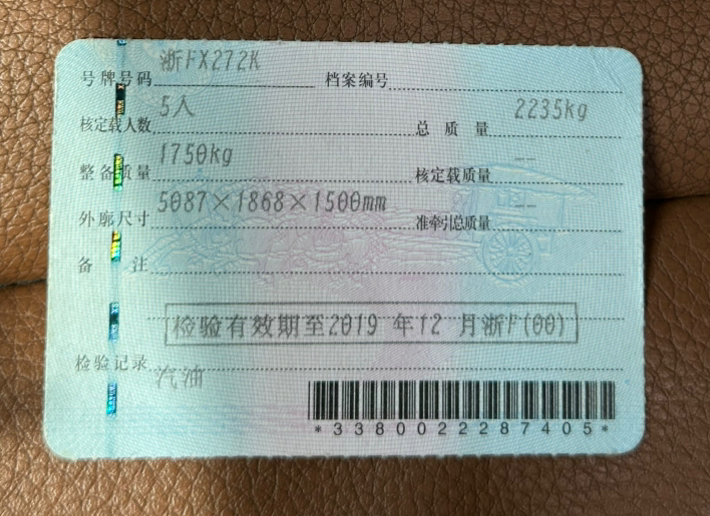 号牌号码 浙FX272K 档案编号
核定载人数 5人 总质量 2235kg
整备质量 1750kg 核定载质量 --
外廓尺寸 5087×1868×1500mm 准牵引总质量 --
备注
检验有效期至2019年12月浙F(00)
检验记录
汽油
*3380022287405*